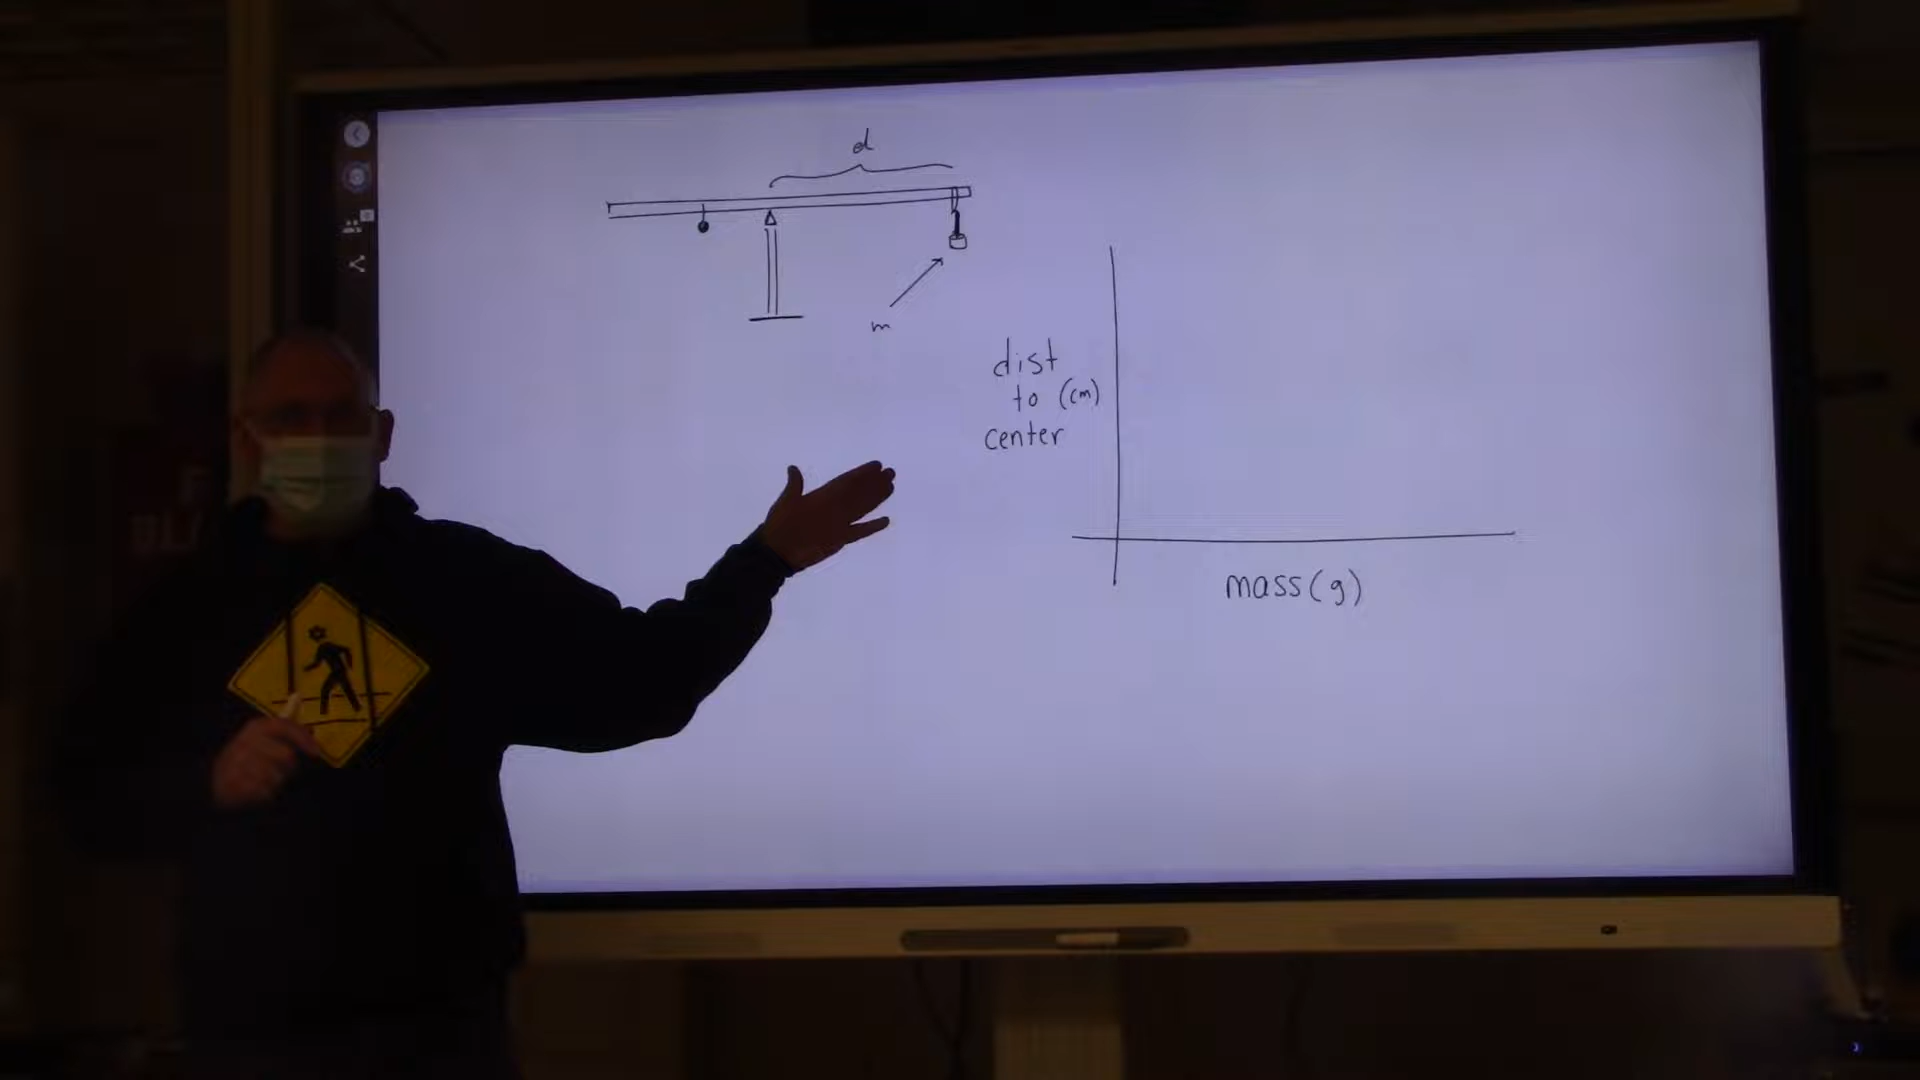 d
m
dist
to (cm)
center
mass (g)